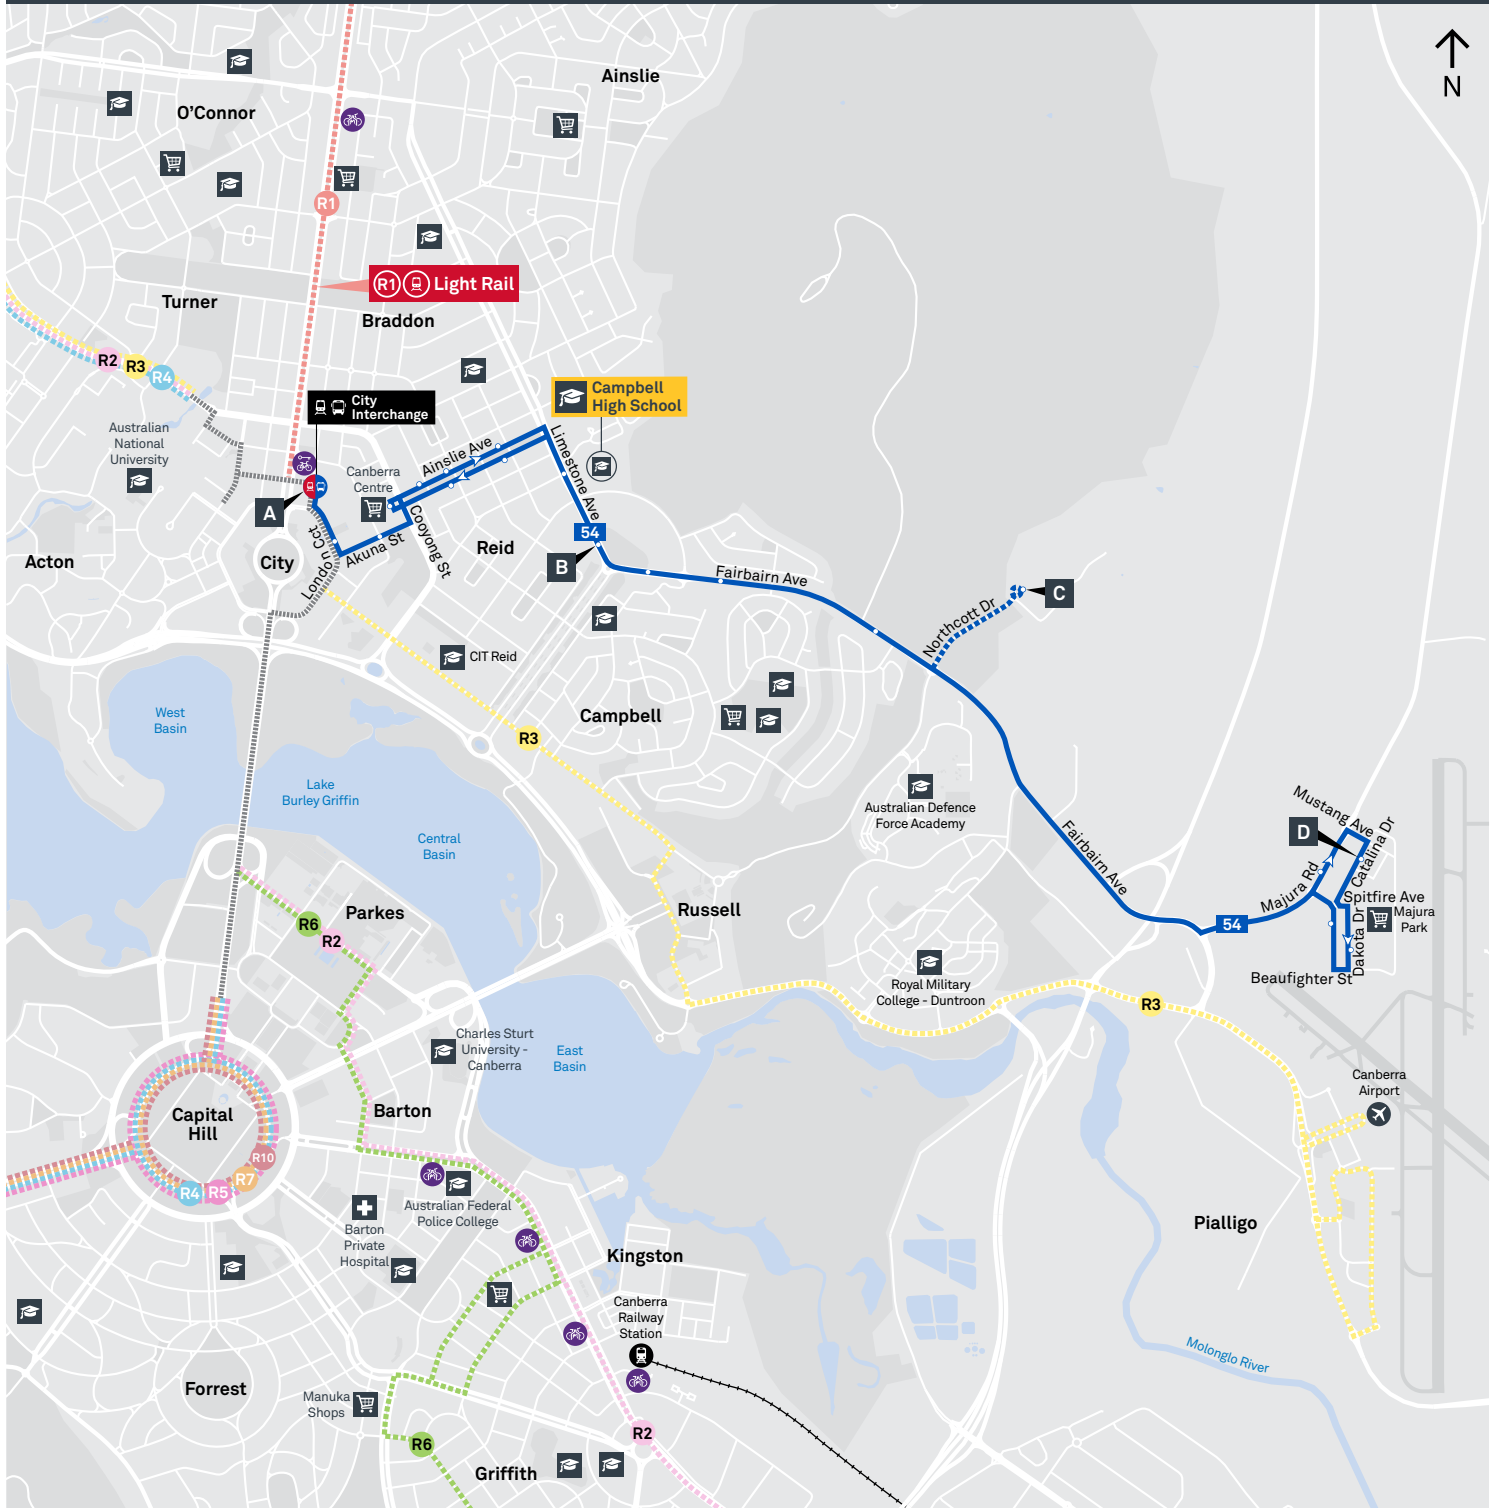 N
Ainslie
O'Connor
R1
R1 Light Rail
Turner
Braddon
R2
R3
R4
City
Interchange
Campbell
High School
Australian
National
University
Canberra
Centre
Ainslie Ave
Limestone Ave
A
Cooyong St
Akuna St
London Cct
Reid
54
B
Acton
City
Fairbairn Ave
C
Northcott Dr
CIT Reid
West
Basin
Campbell
R3
Lake
Burley Griffin
Central
Basin
Australian Defence
Force Academy
Fairbairn Ave
Mustang Ave
D
Catalina Dr
Majura Rd
Spitfire Ave
Majura
Park
Dakota Dr
54
Beaufighter St
Parkes
R6
R2
Russell
Royal Military
College - Duntroon
R3
Charles Sturt
University -
Canberra
East
Basin
Canberra
Airport
Capital
Hill
Barton
R10
R7
R5
R4
Australian Federal
Police College
Barton
Private
Hospital
Kingston
Pialligo
Canberra
Railway
Station
Molonglo River
Forrest
Manuka
Shops
R6
R2
Griffith